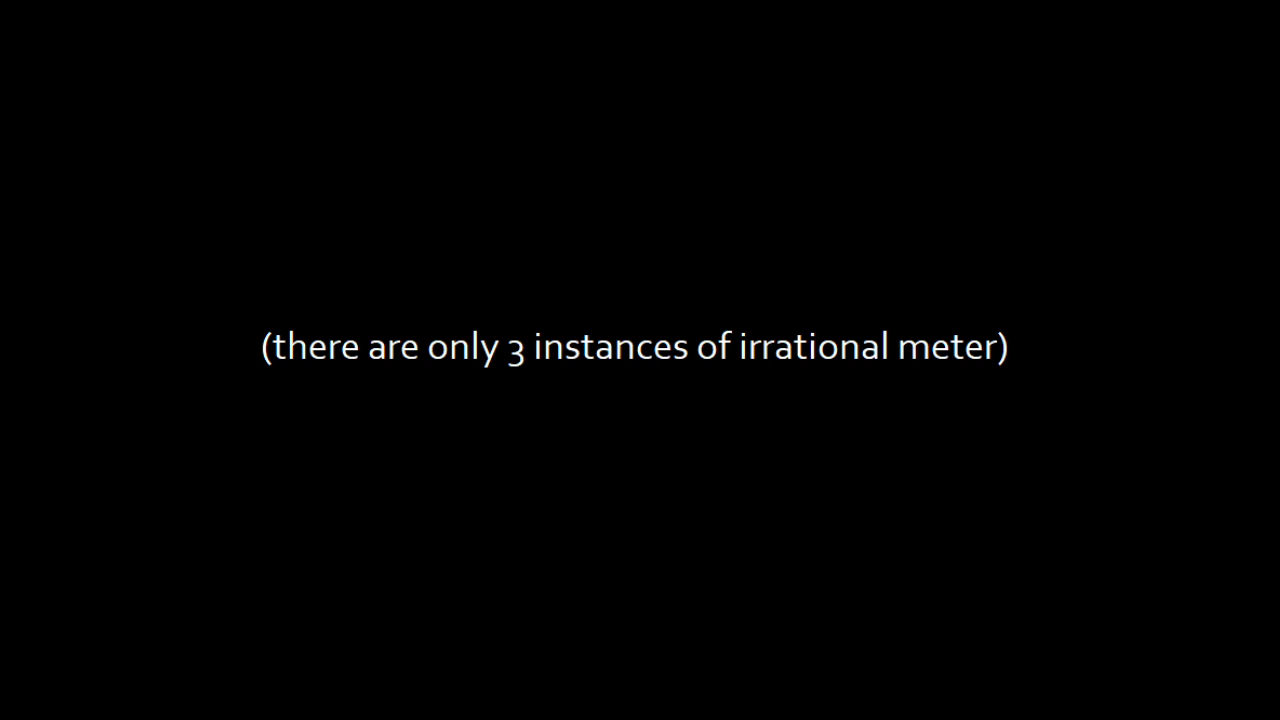 (there are only 3 instances of irrational meter)